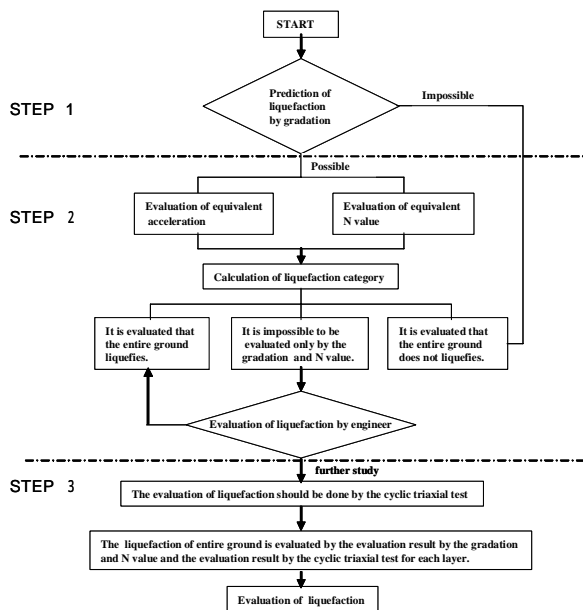 START
Prediction of
liquefaction
by gradation
Impossible
STEP 1
Possible
STEP 2
Evaluation of equivalent
acceleration
Evaluation of equivalent
N value
Calculation of liquefaction category
It is evaluated that
the entire ground
liquefies.
It is impossible to be
evaluated only by the
gradation and N value.
It is evaluated that
the entire ground
does not liquefies.
Evaluation of liquefaction by engineer
further study
STEP 3
The evaluation of liquefaction should be done by the cyclic triaxial test
The liquefaction of entire ground is evaluated by the evaluation result by the gradation
and N value and the evaluation result by the cyclic triaxial test for each layer.
Evaluation of liquefaction